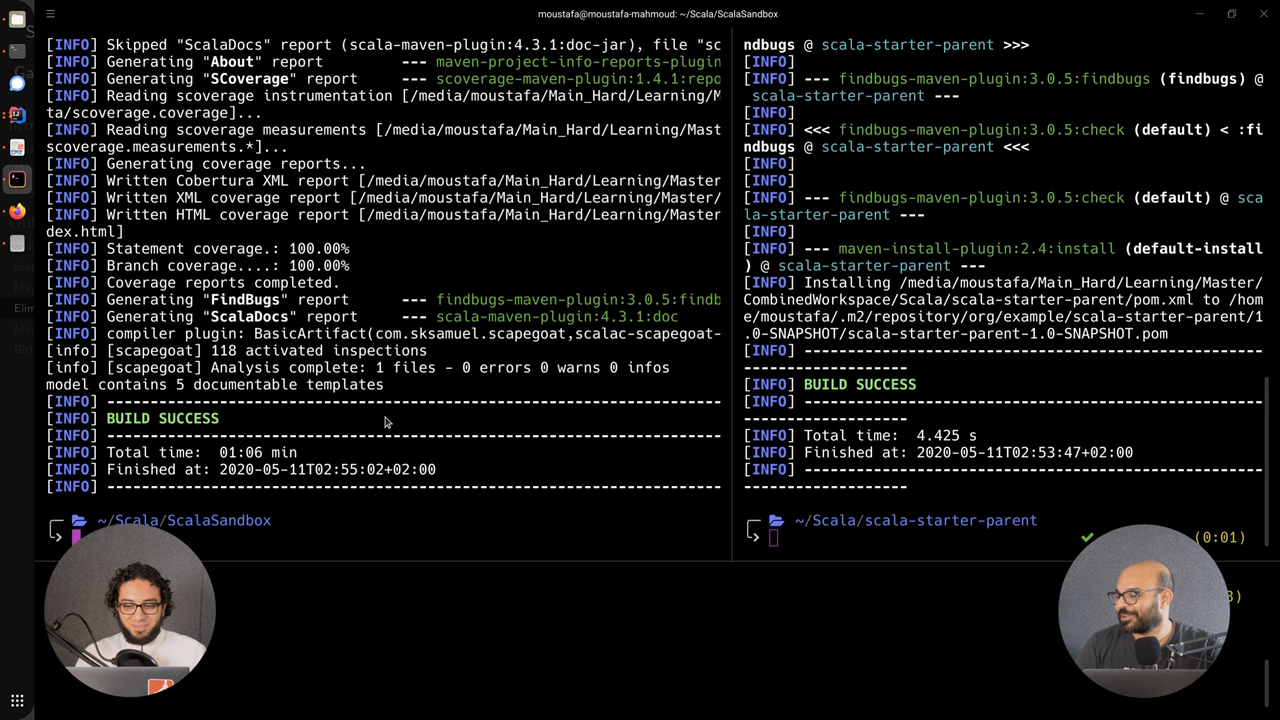 moustafa@moustafa-mahmoud: ~/Scala/ScalaSandbox
[INFO] Skipped "ScalaDocs" report (scala-maven-plugin:4.3.1:doc-jar), file "sc
[INFO] Generating "About" report --- maven-project-info-reports-plugin
[INFO] Generating "SCoverage" report --- scoverage-maven-plugin:1.4.1:repo
[INFO] Reading scoverage instrumentation [/media/moustafa/Main_Hard/Learning/M
ta/scoverage.coverage]...
[INFO] Reading scoverage measurements [/media/moustafa/Main_Hard/Learning/Mast
scoverage.measurements.*]...
[INFO] Generating coverage reports...
[INFO] Written Cobertura XML report [/media/moustafa/Main_Hard/Learning/Master
[INFO] Written XML coverage report [/media/moustafa/Main_Hard/Learning/Master/
[INFO] Written HTML coverage report [/media/moustafa/Main_Hard/Learning/Master
dex.html]
[INFO] Statement coverage.: 100.00%
[INFO] Branch coverage....: 100.00%
[INFO] Coverage reports completed.
[INFO] Generating "FindBugs" report --- findbugs-maven-plugin:3.0.5:findb
[INFO] Generating "ScalaDocs" report --- scala-maven-plugin:4.3.1:doc
[INFO] compiler plugin: BasicArtifact(com.sksamuel.scapegoat,scalac-scapegoat-
[info] [scapegoat] 118 activated inspections
[info] [scapegoat] Analysis complete: 1 files - 0 errors 0 warns 0 infos
model contains 5 documentable templates
[INFO] ------------------------------------------------------------------------
[INFO] BUILD SUCCESS
[INFO] ------------------------------------------------------------------------
[INFO] Total time: 01:06 min
[INFO] Finished at: 2020-05-11T02:55:02+02:00
[INFO] ------------------------------------------------------------------------
~/Scala/ScalaSandbox
ndbugs @ scala-starter-parent >>>
[INFO]
[INFO] --- findbugs-maven-plugin:3.0.5:findbugs (findbugs) @
scala-starter-parent ---
[INFO]
[INFO] <<< findbugs-maven-plugin:3.0.5:check (default) < :fi
ndbugs @ scala-starter-parent <<<
[INFO]
[INFO]
[INFO] --- findbugs-maven-plugin:3.0.5:check (default) @ sca
la-starter-parent ---
[INFO]
[INFO] --- maven-install-plugin:2.4:install (default-install
) @ scala-starter-parent ---
[INFO] Installing /media/moustafa/Main_Hard/Learning/Master/
CombinedWorkspace/Scala/scala-starter-parent/pom.xml to /hom
e/moustafa/.m2/repository/org/example/scala-starter-parent/1
.0-SNAPSHOT/scala-starter-parent-1.0-SNAPSHOT.pom
[INFO] ------------------------------------------------------
------------------
[INFO] BUILD SUCCESS
[INFO] ------------------------------------------------------
------------------
[INFO] Total time: 4.425 s
[INFO] Finished at: 2020-05-11T02:53:47+02:00
[INFO] ------------------------------------------------------
------------------
~/Scala/scala-starter-parent
(0:01)